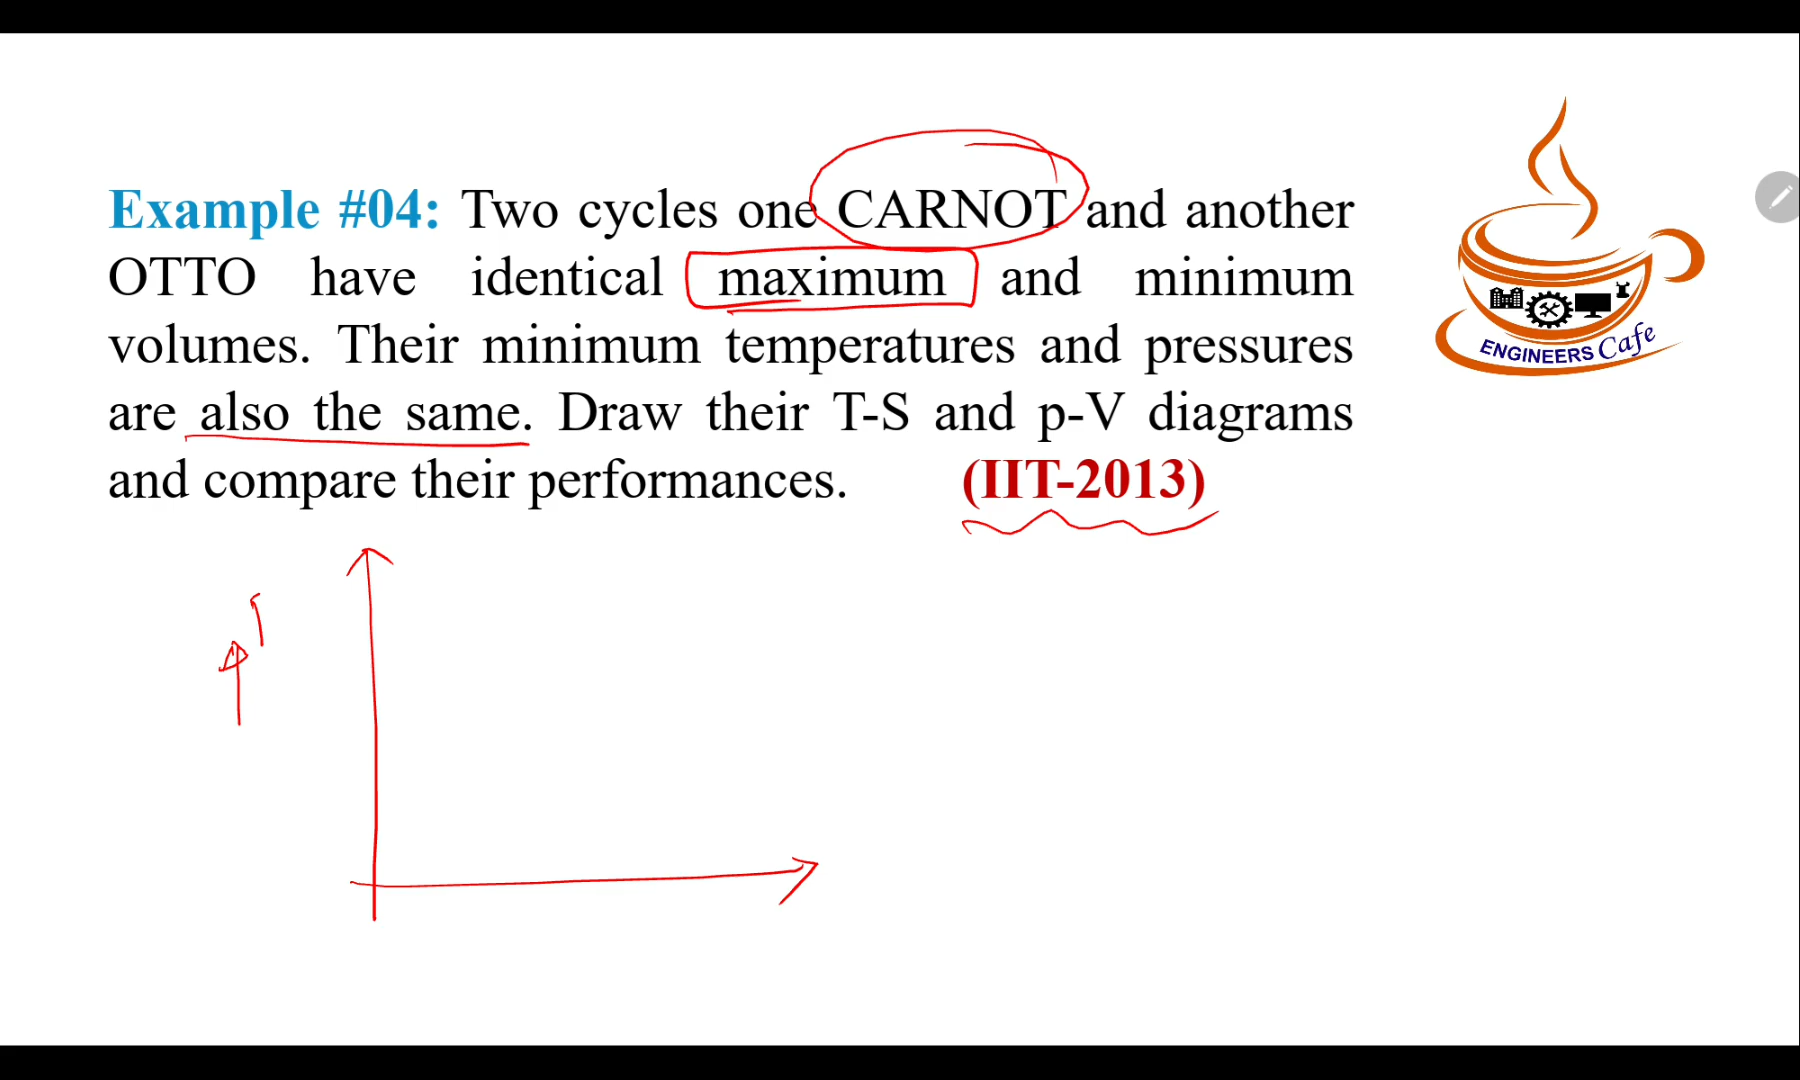 Example #04: Two cycles one CARNOT and another
OTTO have identical maximum and minimum
volumes. Their minimum temperatures and pressures
are also the same. Draw their T-S and p-V diagrams
and compare their performances. (IIT-2013)
ENGINEERS Cafe